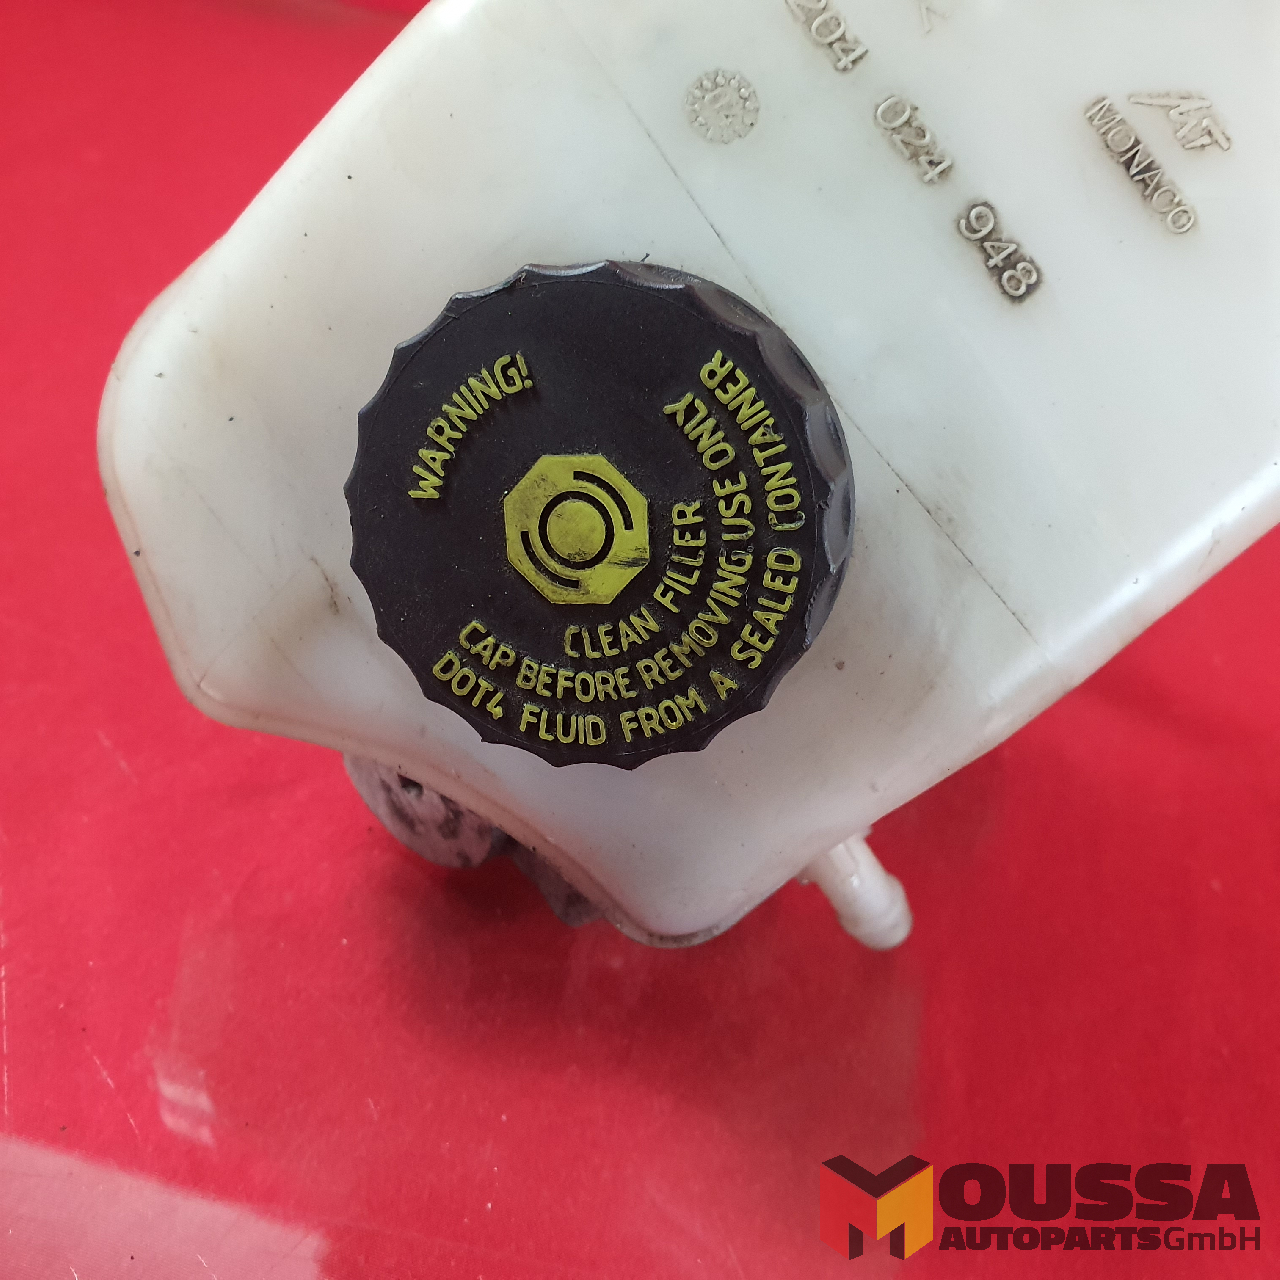 204 024 948
MONACO
WARNING!
CLEAN FILLER
CAP BEFORE REMOVING.USE ONLY
DOT4 FLUID FROM A SEALED CONTAINER
MOUSSA
AUTOPARTS GmbH